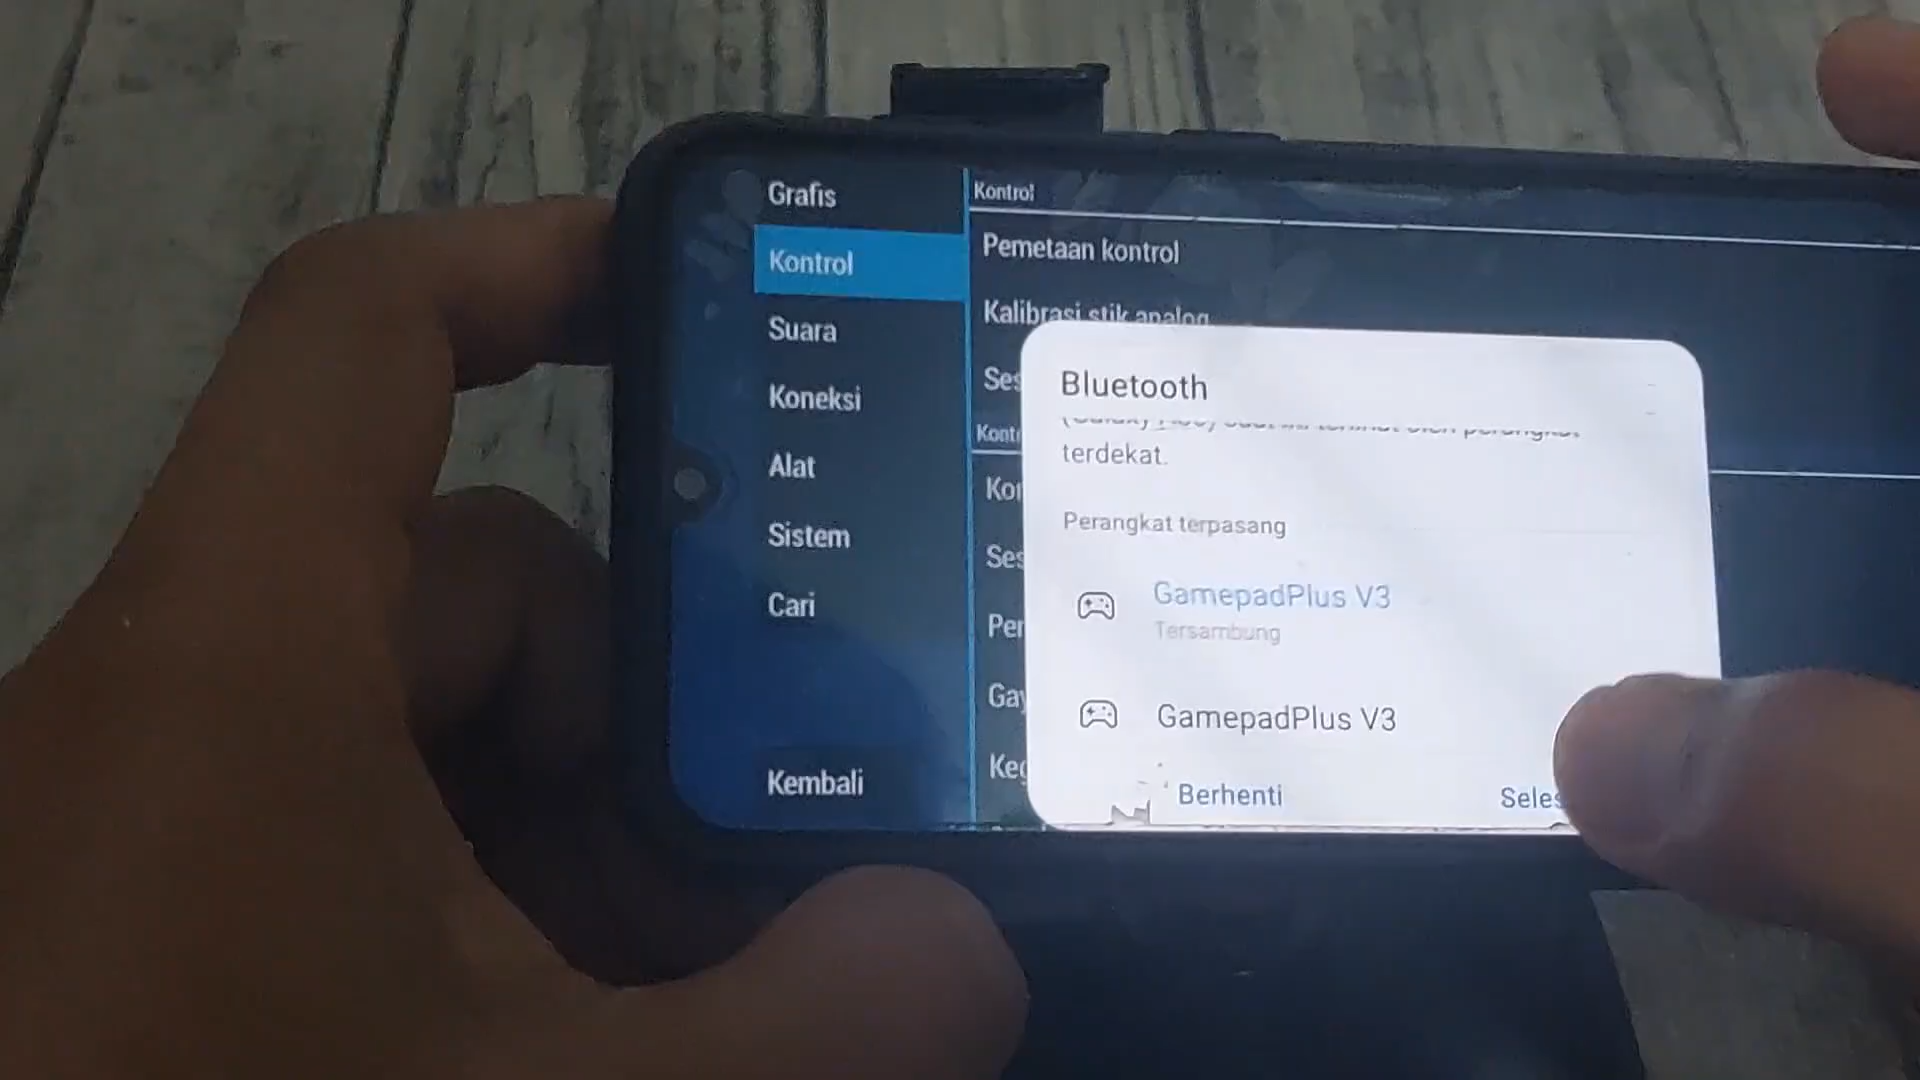 Grafis
Kontrol
Suara
Koneksi
Alat
Sistem
Cari
Kembali
Kontrol
Pemetaan kontrol
Kalibrasi stik analog
Bluetooth
terdekat.
Perangkat terpasang
GamepadPlus V3
Tersambung
GamepadPlus V3
Berhenti